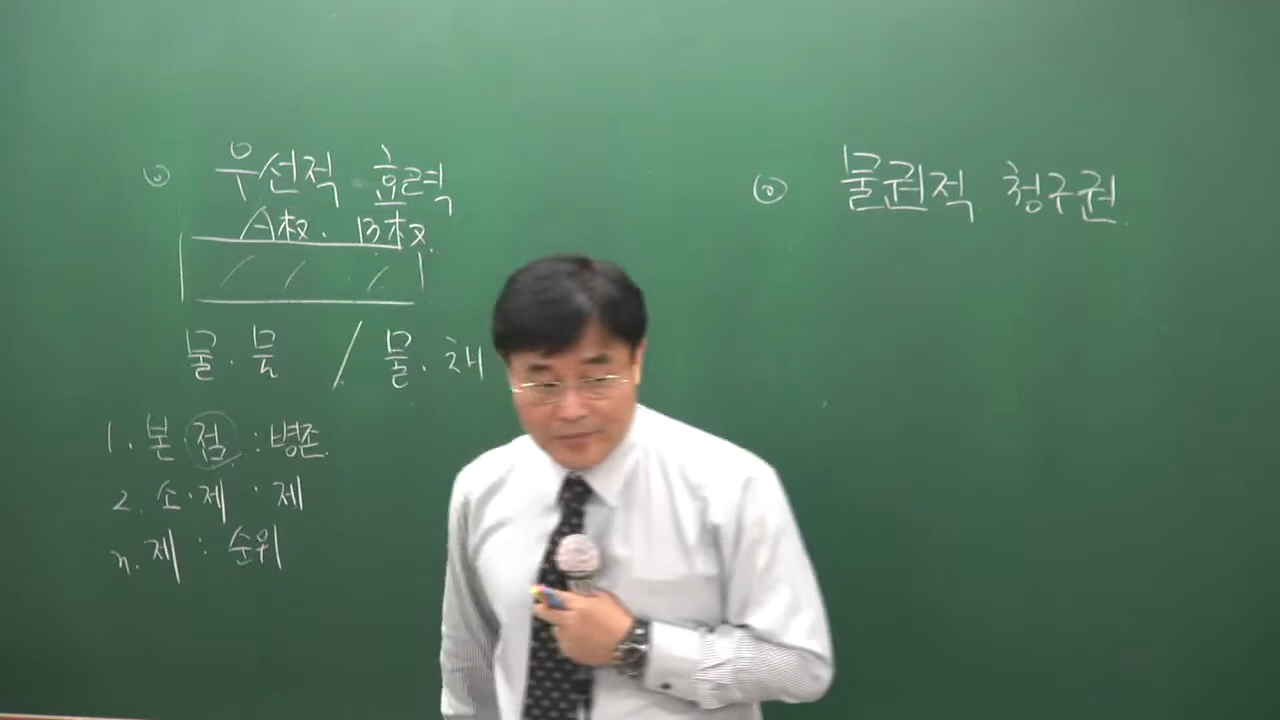 ⊙ 우선적 효력
A权. B权.
물.물 / 물.채
1. 본 점 : 병존.
2. 소.제 : 제
n. 제 : 순위
⊙ 물권적 청구권